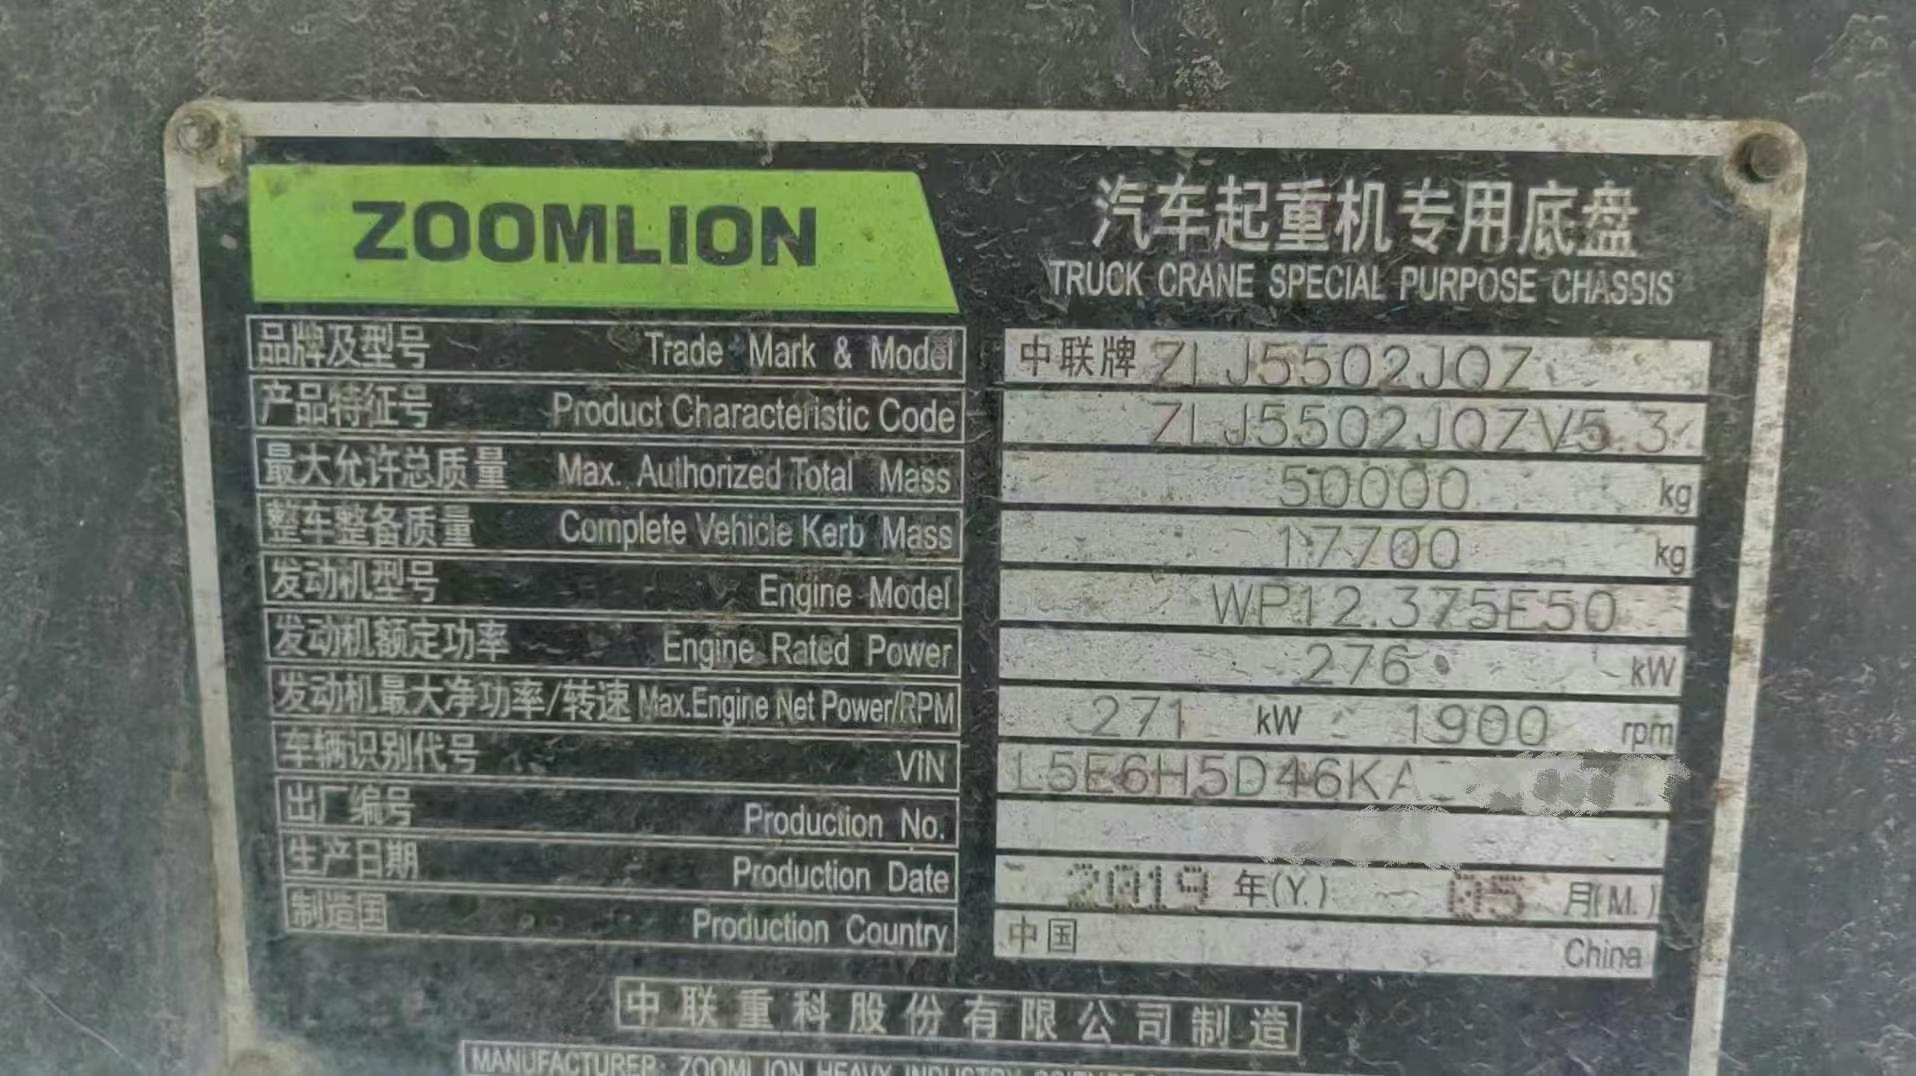 ZOOMLION
汽车起重机专用底盘
TRUCK CRANE SPECIAL PURPOSE CHASSIS
品牌及型号 Trade Mark & Model 中联牌 ZLJ5502JQZ
产品特征号 Product Characteristic Code ZLJ5502JQZV5.3
最大允许总质量 Max. Authorized Total Mass 50000 kg
整车整备质量 Complete Vehicle Kerb Mass 17700 kg
发动机型号 Engine Model WP12.375E50
发动机额定功率 Engine Rated Power 276 kW
发动机最大净功率/转速 Max.Engine Net Power/RPM 271 kW 1900 rpm
车辆识别代号 VIN L5E6H5D46KA
出厂编号 Production No.
生产日期 Production Date 2019 年(Y.) 05 月(M.)
制造国 Production Country 中国 China
中联重科股份有限公司制造
MANUFACTURER: ZOOMLION HEAVY INDUSTRY SCIENCE